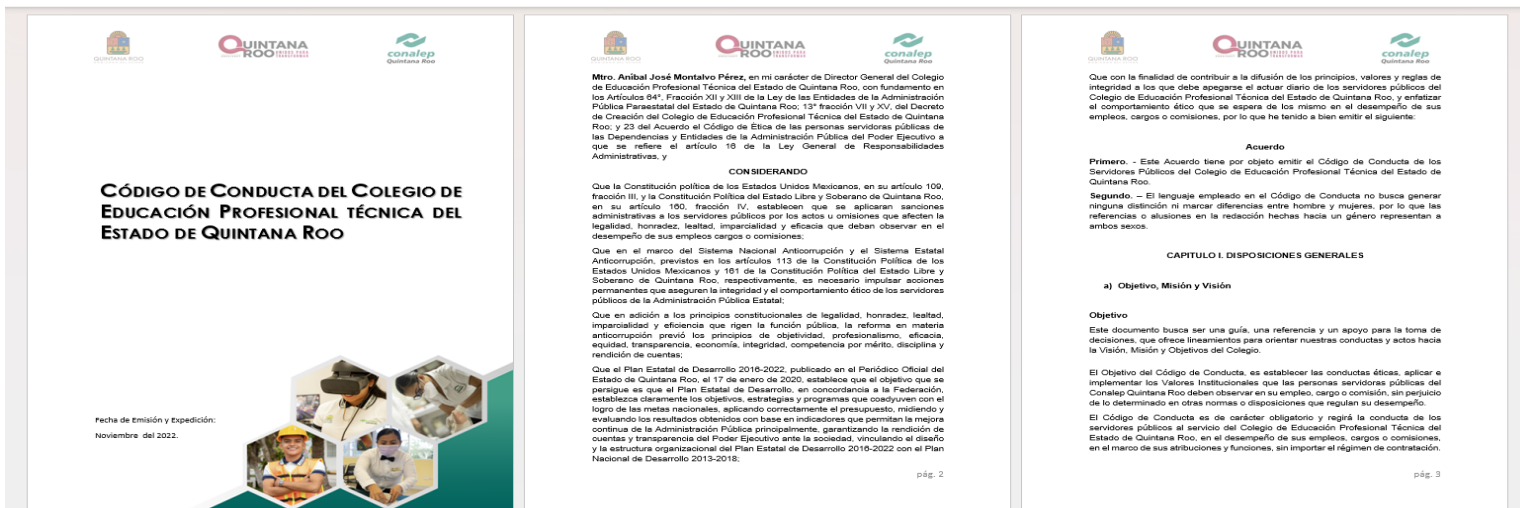 QUINTANA ROO
QUINTANA
ROO
UNIDOS PARA
TRANSFORMAR
conalep
Quintana Roo
CÓDIGO DE CONDUCTA DEL COLEGIO DE
EDUCACIÓN PROFESIONAL TÉCNICA DEL
ESTADO DE QUINTANA ROO
Fecha de Emisión y Expedición:
Noviembre del 2022.
QUINTANA ROO
QUINTANA
ROO
UNIDOS PARA
TRANSFORMAR
conalep
Quintana Roo
Mtro. Aníbal José Montalvo Pérez, en mi carácter de Director General del Colegio
de Educación Profesional Técnica del Estado de Quintana Roo, con fundamento en
los Artículos 64°, Fracción XII y XIII de la Ley de las Entidades de la Administración
Pública Paraestatal del Estado de Quintana Roo; 13° fracción VII y XV, del Decreto
de Creación del Colegio de Educación Profesional Técnica del Estado de Quintana
Roo; y 23 del Acuerdo el Código de Ética de las personas servidoras públicas de
las Dependencias y Entidades de la Administración Pública del Poder Ejecutivo a
que se refiere el artículo 16 de la Ley General de Responsabilidades
Administrativas, y
CONSIDERANDO
Que la Constitución política de los Estados Unidos Mexicanos, en su artículo 109,
fracción III, y la Constitución Política del Estado Libre y Soberano de Quintana Roo,
en su artículo 160, fracción IV, establecen que se aplicaran sanciones
administrativas a los servidores públicos por los actos u omisiones que afecten la
legalidad, honradez, lealtad, imparcialidad y eficacia que deban observar en el
desempeño de sus empleos cargos o comisiones;
Que en el marco del Sistema Nacional Anticorrupción y el Sistema Estatal
Anticorrupción, previstos en los artículos 113 de la Constitución Política de los
Estados Unidos Mexicanos y 161 de la Constitución Política del Estado Libre y
Soberano de Quintana Roo, respectivamente, es necesario impulsar acciones
permanentes que aseguren la integridad y el comportamiento ético de los servidores
públicos de la Administración Pública Estatal;
Que en adición a los principios constitucionales de legalidad, honradez, lealtad,
imparcialidad y eficiencia que rigen la función pública, la reforma en materia
anticorrupción previó los principios de objetividad, profesionalismo, eficacia,
equidad, transparencia, economía, integridad, competencia por mérito, disciplina y
rendición de cuentas;
Que el Plan Estatal de Desarrollo 2016-2022, publicado en el Periódico Oficial del
Estado de Quintana Roo, el 17 de enero de 2020, establece que el objetivo que se
persigue es que el Plan Estatal de Desarrollo, en concordancia a la Federación,
establezca claramente los objetivos, estrategias y programas que coadyuven con el
logro de las metas nacionales, aplicando correctamente el presupuesto, midiendo y
evaluando los resultados obtenidos con base en indicadores que permitan la mejora
continua de la Administración Pública principalmente, garantizando la rendición de
cuentas y transparencia del Poder Ejecutivo ante la sociedad, vinculando el diseño
y la estructura organizacional del Plan Estatal de Desarrollo 2016-2022 con el Plan
Nacional de Desarrollo 2013-2018;
pág. 2
QUINTANA ROO
QUINTANA
ROO
UNIDOS PARA
TRANSFORMAR
conalep
Quintana Roo
Que con la finalidad de contribuir a la difusión de los principios, valores y reglas de
integridad a los que debe apegarse el actuar diario de los servidores públicos del
Colegio de Educación Profesional Técnica del Estado de Quintana Roo, y enfatizar
el comportamiento ético que se espera de los mismo en el desempeño de sus
empleos, cargos o comisiones, por lo que he tenido a bien emitir el siguiente:
Acuerdo
Primero. - Este Acuerdo tiene por objeto emitir el Código de Conducta de los
Servidores Públicos del Colegio de Educación Profesional Técnica del Estado de
Quintana Roo.
Segundo. – El lenguaje empleado en el Código de Conducta no busca generar
ninguna distinción ni marcar diferencias entre hombre y mujeres, por lo que las
referencias o alusiones en la redacción hechas hacia un género representan a
ambos sexos.
CAPITULO I. DISPOSICIONES GENERALES
a) Objetivo, Misión y Visión
Objetivo
Este documento busca ser una guía, una referencia y un apoyo para la toma de
decisiones, que ofrece lineamientos para orientar nuestras conductas y actos hacia
la Visión, Misión y Objetivos del Colegio.
El Objetivo del Código de Conducta, es establecer las conductas éticas, aplicar e
implementar los Valores Institucionales que las personas servidoras públicas del
Conalep Quintana Roo deben observar en su empleo, cargo o comisión, sin perjuicio
de lo determinado en otras normas o disposiciones que regulan su desempeño.
El Código de Conducta es de carácter obligatorio y regirá la conducta de los
servidores públicos al servicio del Colegio de Educación Profesional Técnica del
Estado de Quintana Roo, en el desempeño de sus empleos, cargos o comisiones,
en el marco de sus atribuciones y funciones, sin importar el régimen de contratación.
pág. 3